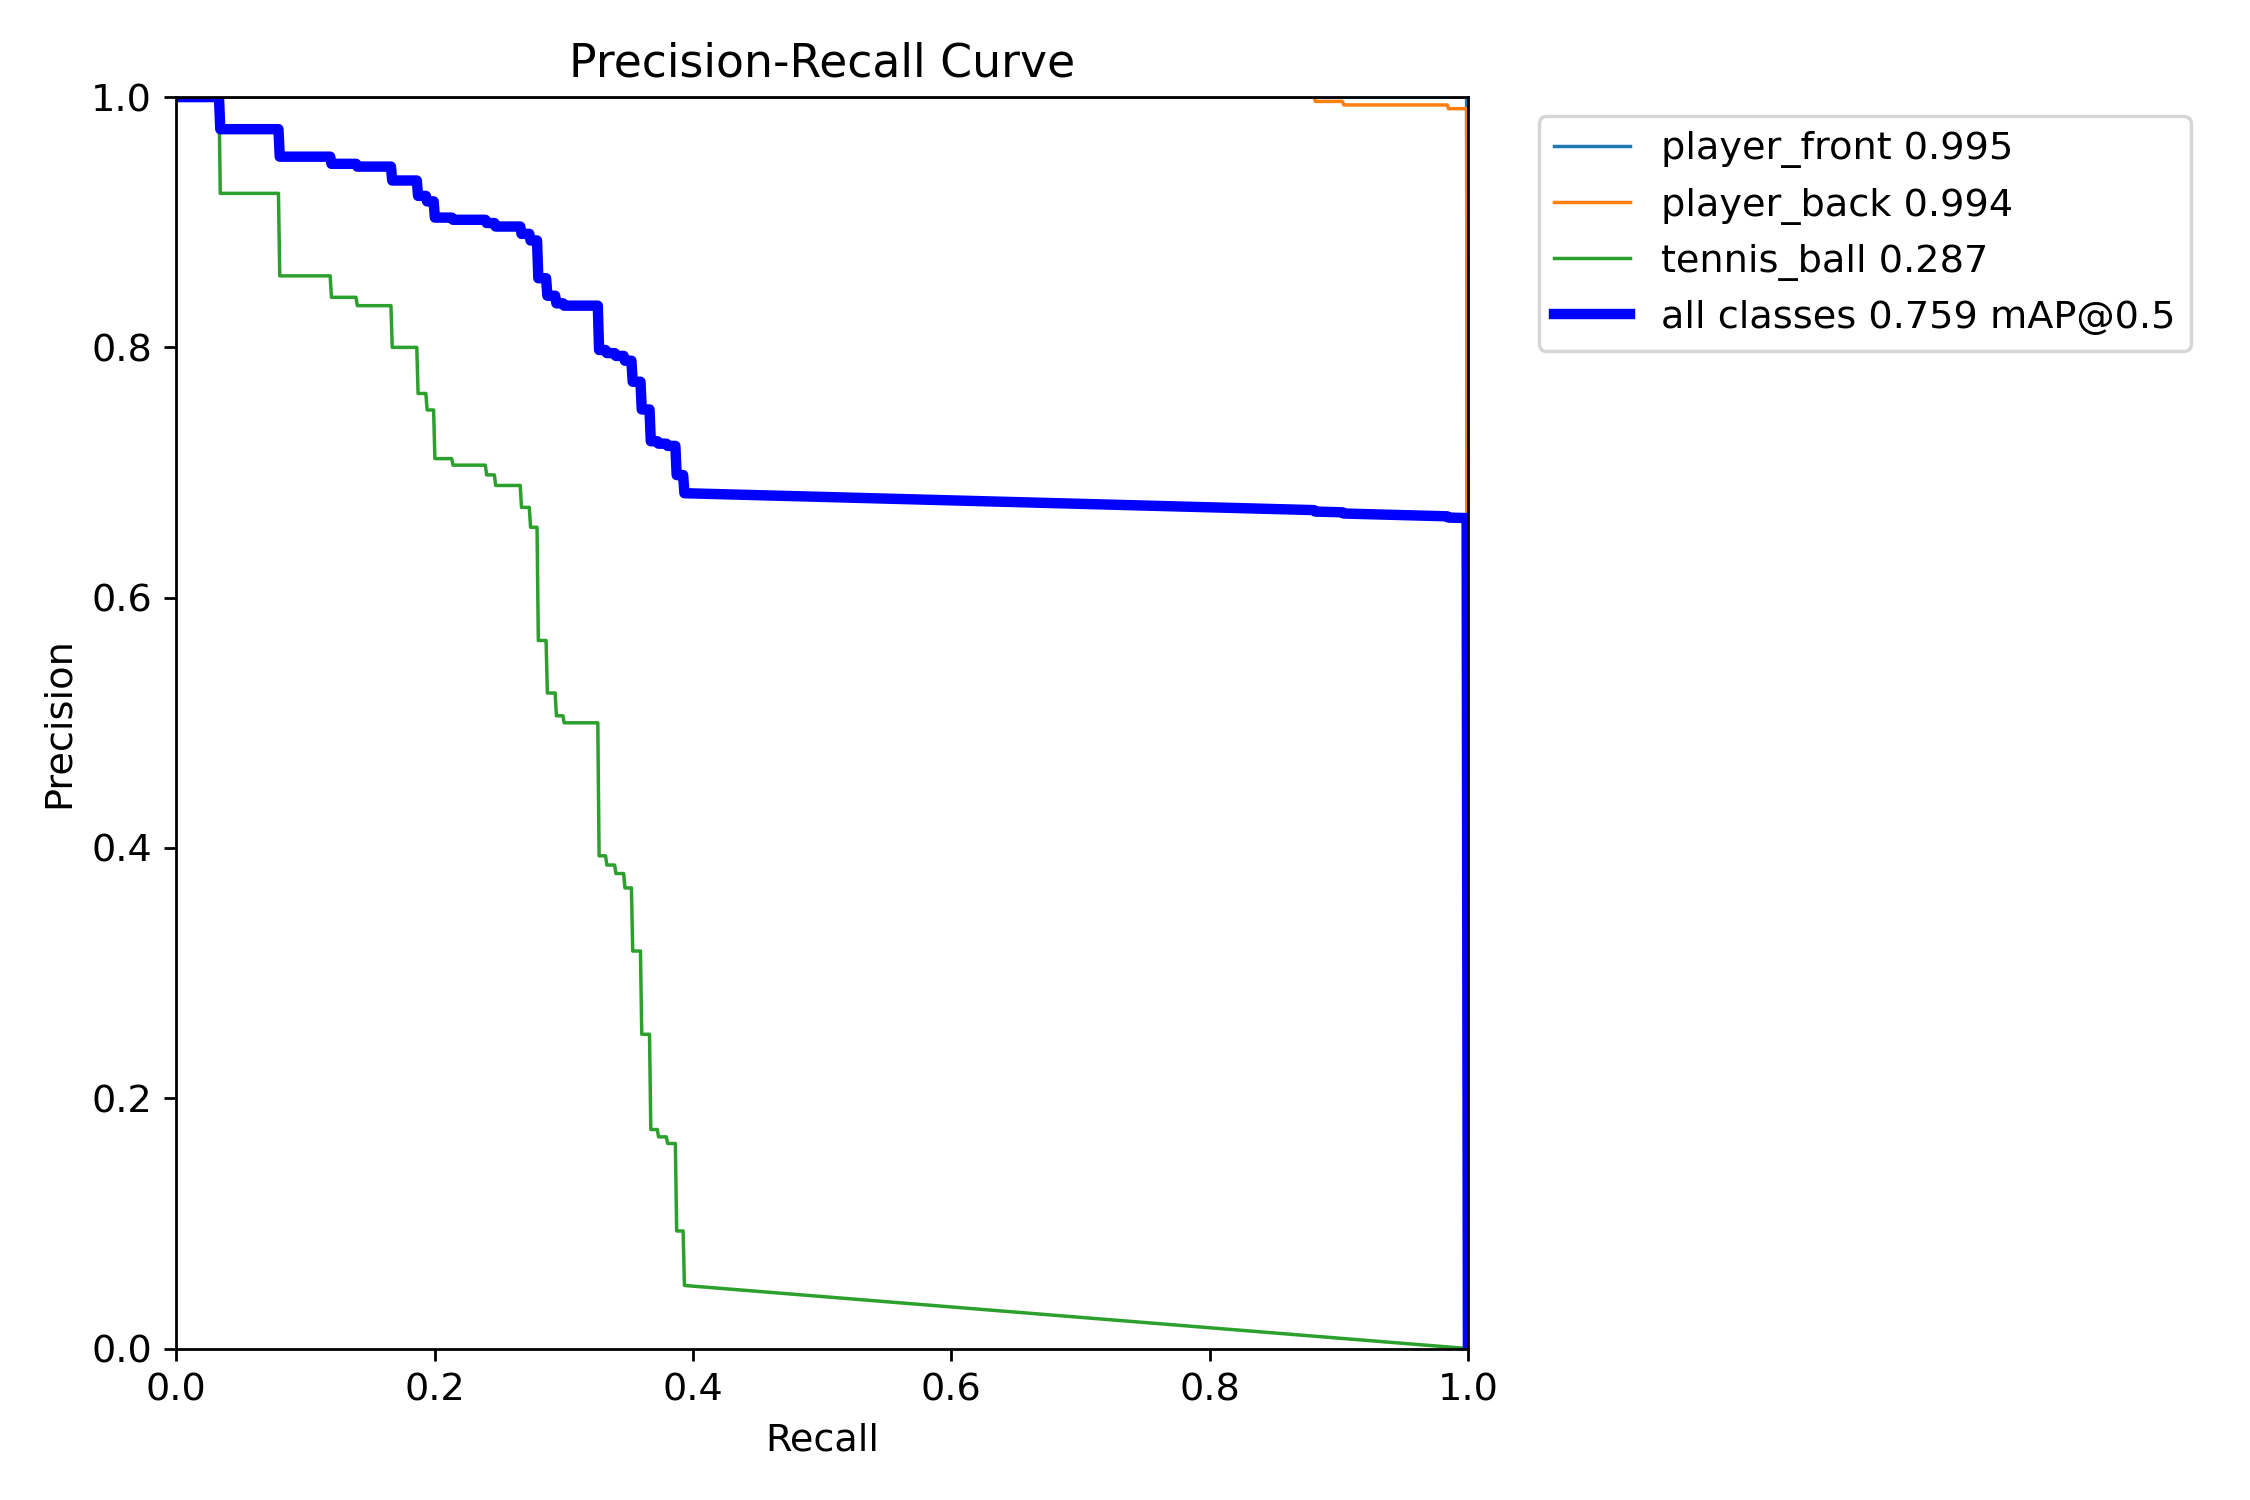 Precision-Recall Curve
1.0
0.8
0.6
0.4
0.2
0.0
Precision
0.0 0.2 0.4 0.6 0.8 1.0
Recall
player_front 0.995
player_back 0.994
tennis_ball 0.287
all classes 0.759 mAP@0.5